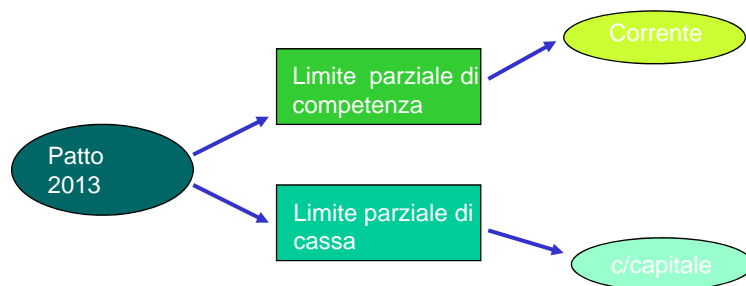 Patto
2013
Limite parziale di
competenza
Corrente
Limite parziale di
cassa
c/capitale